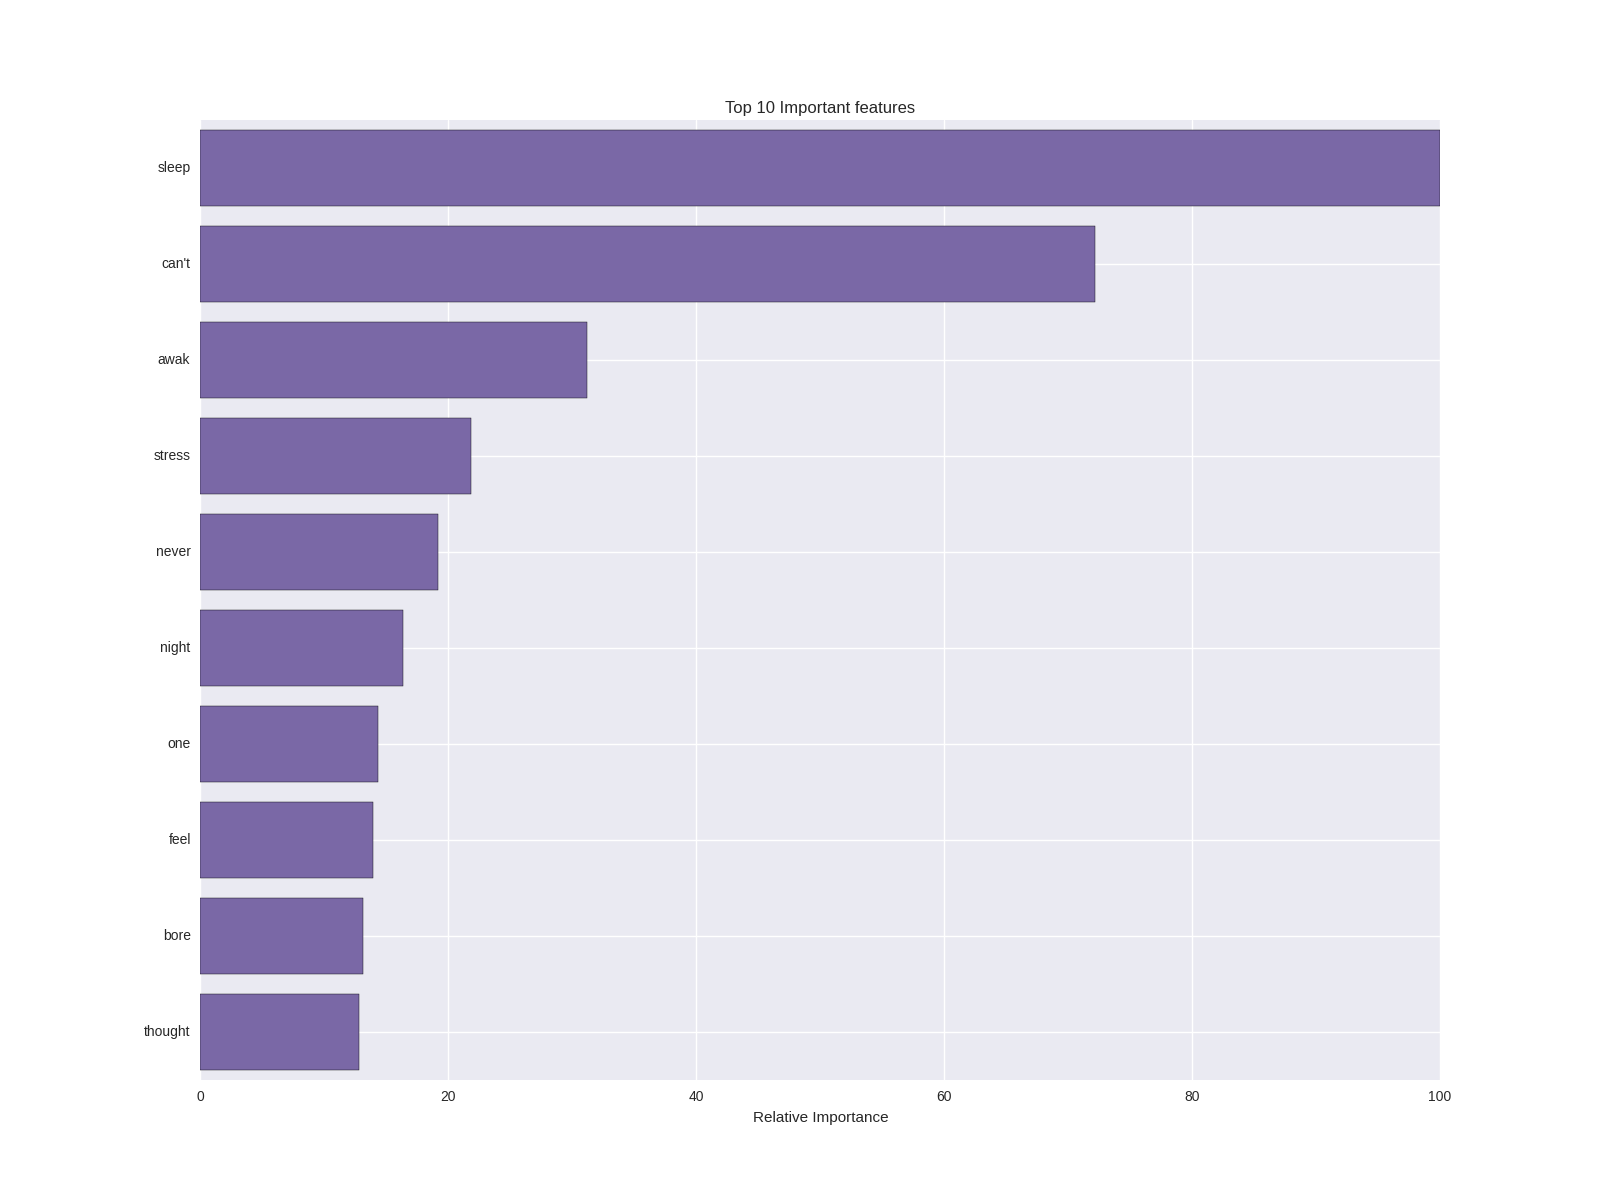 Top 10 Important features
sleep
can't
awak
stress
never
night
one
feel
bore
thought
0 20 40 60 80 100
Relative Importance